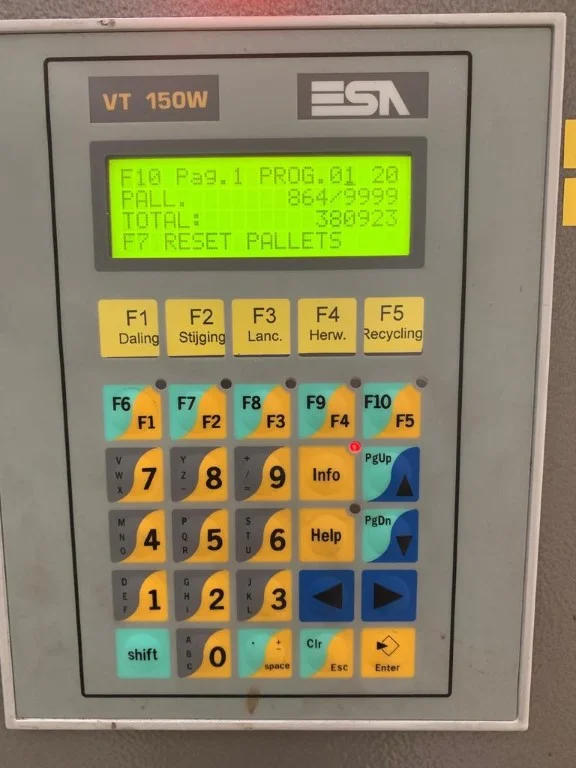 VT 150W
ESA
F10 Pag.1 PROG.01 20
PALL. 864/9999
TOTAL: 380923
F7 RESET PALLETS
F1 F2 F3 F4 F5
Daling Stijging Lanc. Herw. Recycling
F6 F1 F7 F2 F8 F3 F9 F4 F10 F5
V W X 7 Y Z - 8 + / = 9 Info PgUp
M N O 4 P Q R 5 S T U 6 Help PgDn
D E F 1 G H I 2 J K L 3
shift A B C 0 . ± space Clr Esc Enter